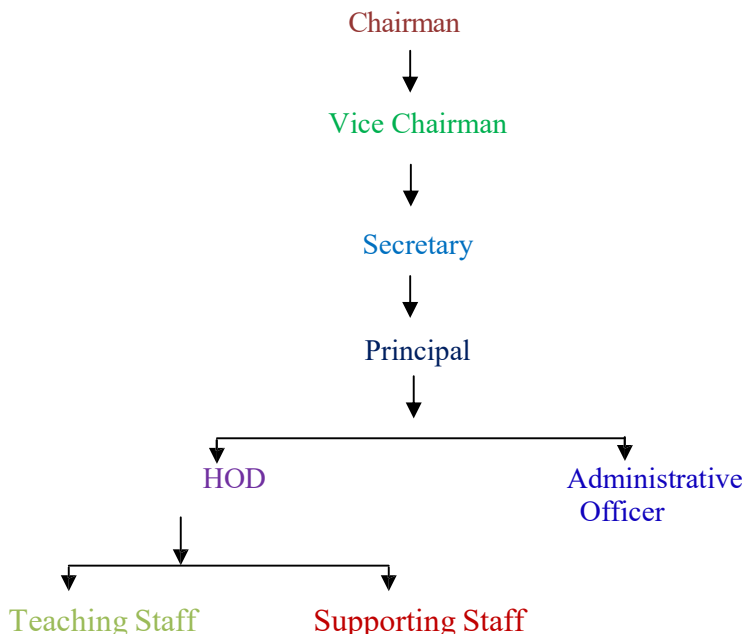 Chairman
Vice Chairman
Secretary
Principal
HOD
Administrative
Officer
Teaching Staff
Supporting Staff